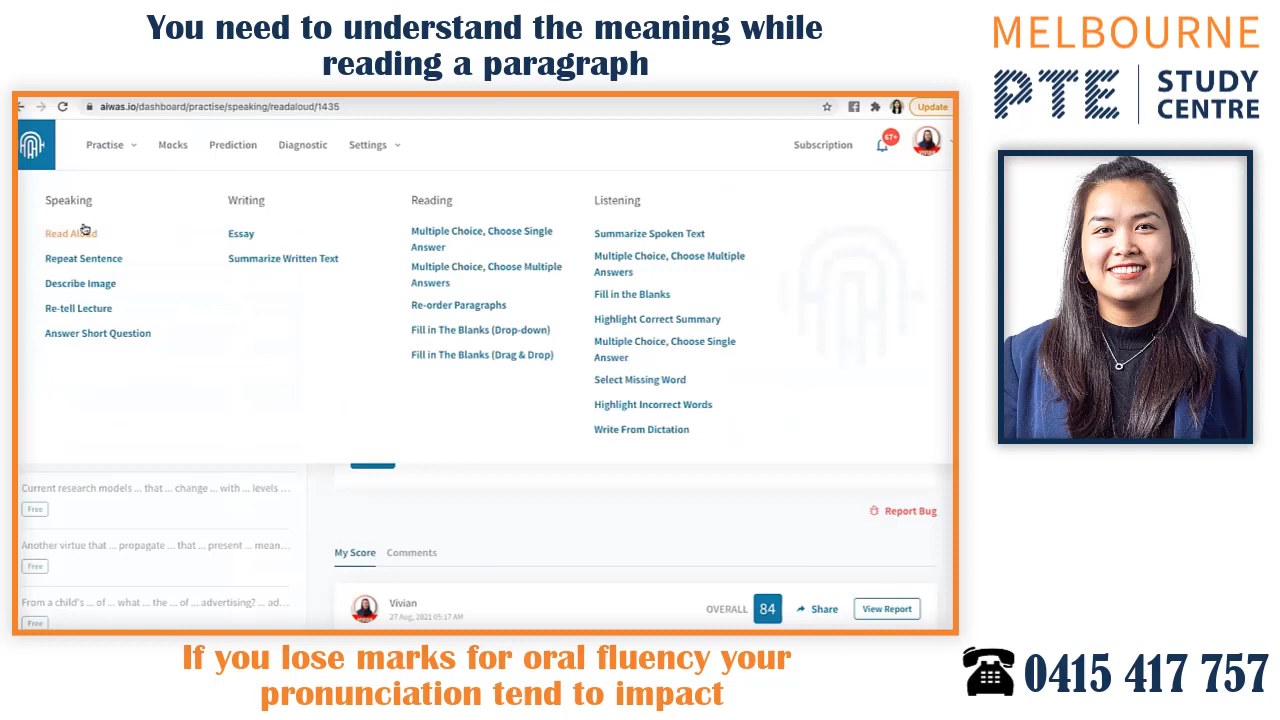 You need to understand the meaning while
reading a paragraph
MELBOURNE
PTE
STUDY
CENTRE
aiwas.io/dashboard/practise/speaking/readaloud/1435
Update
Practise
Mocks
Prediction
Diagnostic
Settings
Subscription
67+
Speaking
Read Aloud
Repeat Sentence
Describe Image
Re-tell Lecture
Answer Short Question
Writing
Essay
Summarize Written Text
Reading
Multiple Choice, Choose Single
Answer
Multiple Choice, Choose Multiple
Answers
Re-order Paragraphs
Fill in The Blanks (Drop-down)
Fill in The Blanks (Drag & Drop)
Listening
Summarize Spoken Text
Multiple Choice, Choose Multiple
Answers
Fill in the Blanks
Highlight Correct Summary
Multiple Choice, Choose Single
Answer
Select Missing Word
Highlight Incorrect Words
Write From Dictation
Current research models ... that ... change ... with ... levels ...
Free
Another virtue that ... propagate ... that ... present ... mean...
Free
From a child's ... of ... what ... the ... of ... advertising? ... ad...
Free
Report Bug
My Score
Comments
Vivian
27 Aug, 2021 05:17 AM
OVERALL
84
Share
View Report
If you lose marks for oral fluency your
pronunciation tend to impact
0415 417 757